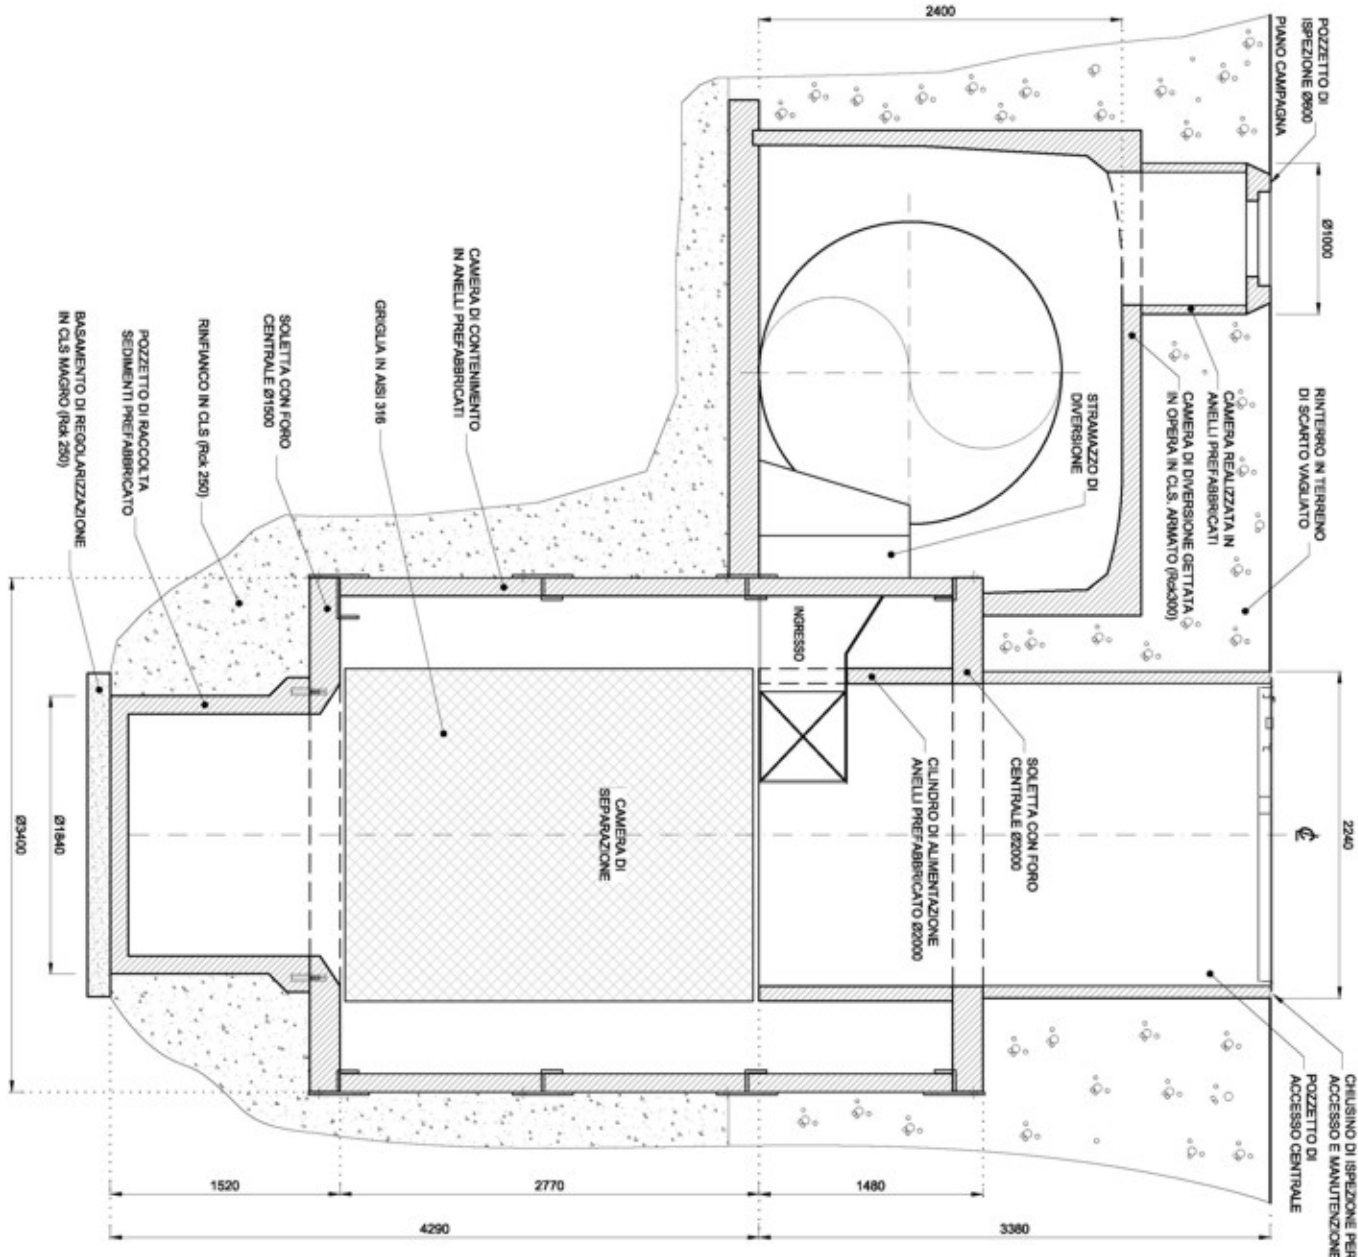 POZZETTO DI
ISPEZIONE Ø600
PIANO CAMPAGNA
2400
Ø1000
RINTERRO IN TERRENO
DI SCARTO VAGLIATO
CAMERA REALIZZATA IN
ANELLI PREFABBRICATI
CAMERA DI DIVERSIONE GETTATA
IN OPERA IN CLS. ARMATO (Rck300)
STRAMAZZO DI
DIVERSIONE
CAMERA DI CONTENIMENTO
IN ANELLI PREFABBRICATI
GRIGLIA IN AISI 316
SOLETTA CON FORO
CENTRALE Ø1500
RINFIANCO IN CLS (Rck 250)
POZZETTO DI RACCOLTA
SEDIMENTI PREFABBRICATO
BASAMENTO DI REGOLARIZZAZIONE
IN CLS MAGRO (Rck 250)
INGRESSO
SOLETTA CON FORO
CENTRALE Ø2000
CILINDRO DI ALIMENTAZIONE
ANELLI PREFABBRICATO Ø2000
CAMERA DI
SEPARAZIONE
2240
Ø1840
Ø3400
CHIUSINO DI ISPEZIONE PER
ACCESSO E MANUTENZIONE
POZZETTO DI
ACCESSO CENTRALE
1520
2770
1480
4290
3380